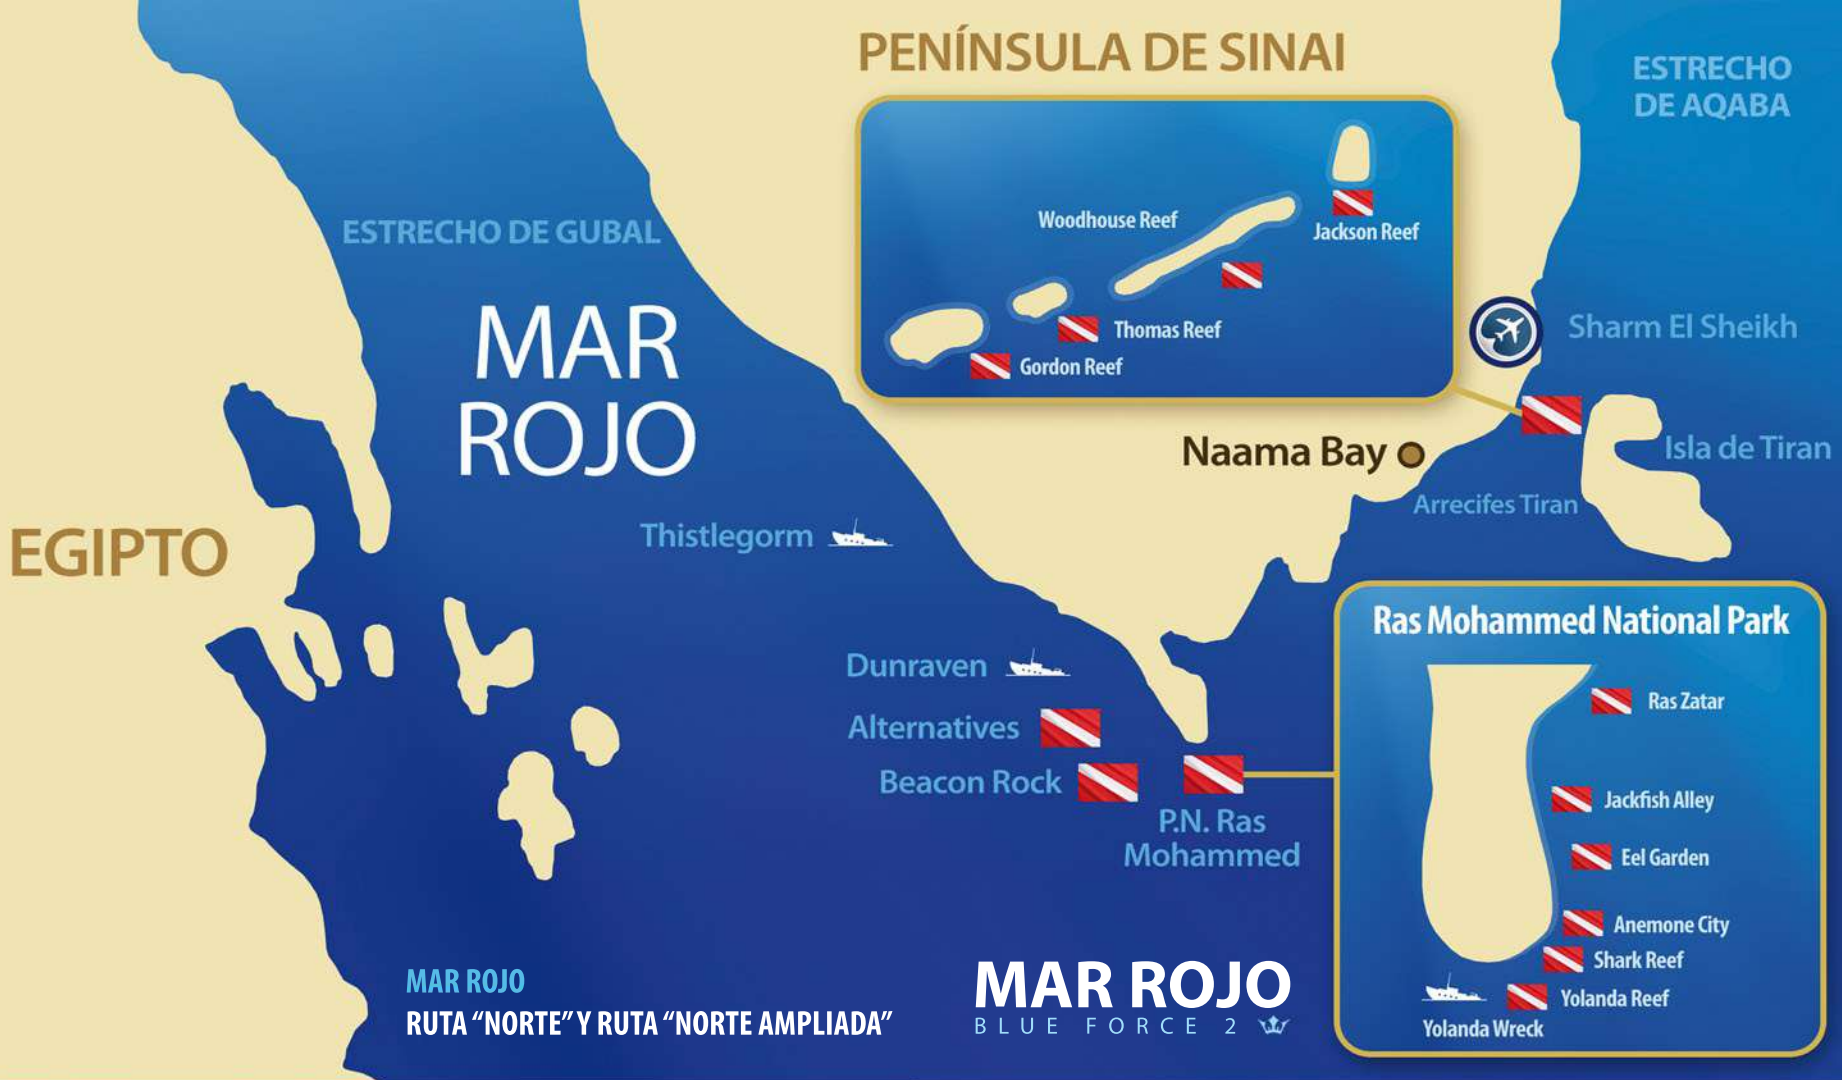 PENÍNSULA DE SINAI
ESTRECHO
DE AQABA
ESTRECHO DE GUBAL
MAR
ROJO
Woodhouse Reef
Jackson Reef
Thomas Reef
Gordon Reef
Sharm El Sheikh
Naama Bay
Isla de Tiran
Arrecifes Tiran
EGIPTO
Thistlegorm
Dunraven
Alternatives
Beacon Rock
P.N. Ras
Mohammed
Ras Mohammed National Park
Ras Zatar
Jackfish Alley
Eel Garden
Anemone City
Shark Reef
Yolanda Reef
Yolanda Wreck
MAR ROJO
RUTA “NORTE” Y RUTA “NORTE AMPLIADA”
MAR ROJO
BLUE FORCE 2